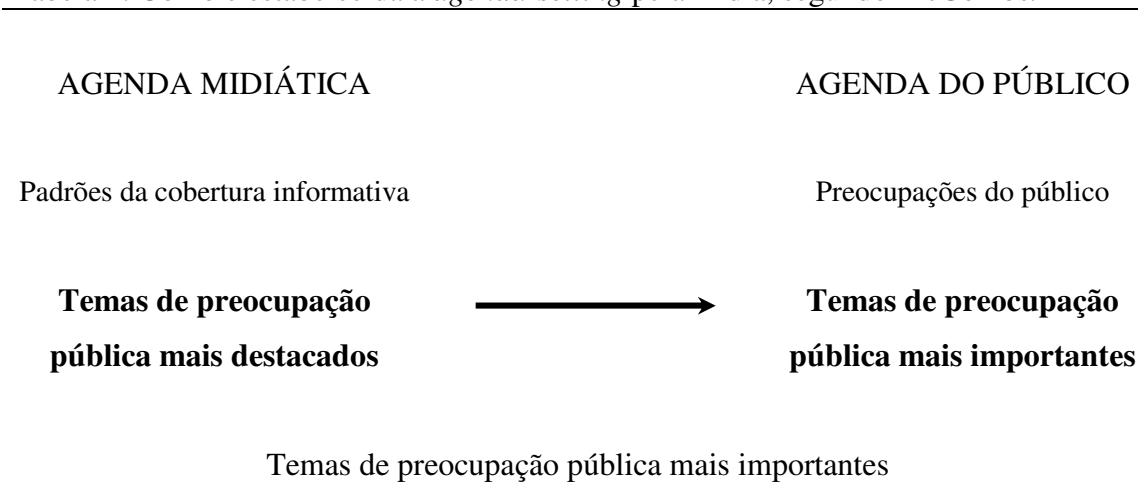 AGENDA MIDIÁTICA AGENDA DO PÚBLICO
Padrões da cobertura informativa Preocupações do público
Temas de preocupação Temas de preocupação
pública mais destacados pública mais importantes
Temas de preocupação pública mais importantes